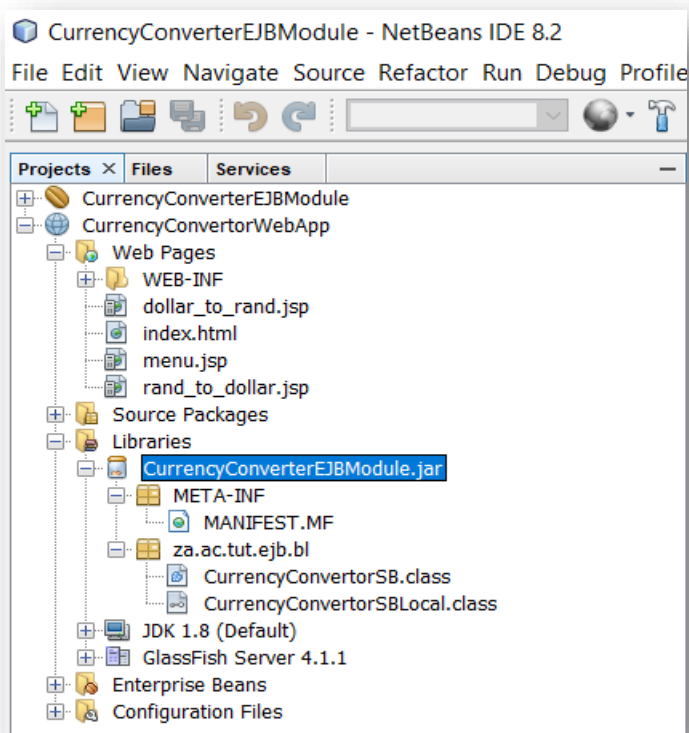 CurrencyConverterEJBModule - NetBeans IDE 8.2
File Edit View Navigate Source Refactor Run Debug Profile
Projects Files Services
CurrencyConverterEJBModule
CurrencyConvertorWebApp
Web Pages
WEB-INF
dollar_to_rand.jsp
index.html
menu.jsp
rand_to_dollar.jsp
Source Packages
Libraries
CurrencyConverterEJBModule.jar
META-INF
MANIFEST.MF
za.ac.tut.ejb.bl
CurrencyConvertorSB.class
CurrencyConvertorSBLocal.class
JDK 1.8 (Default)
GlassFish Server 4.1.1
Enterprise Beans
Configuration Files